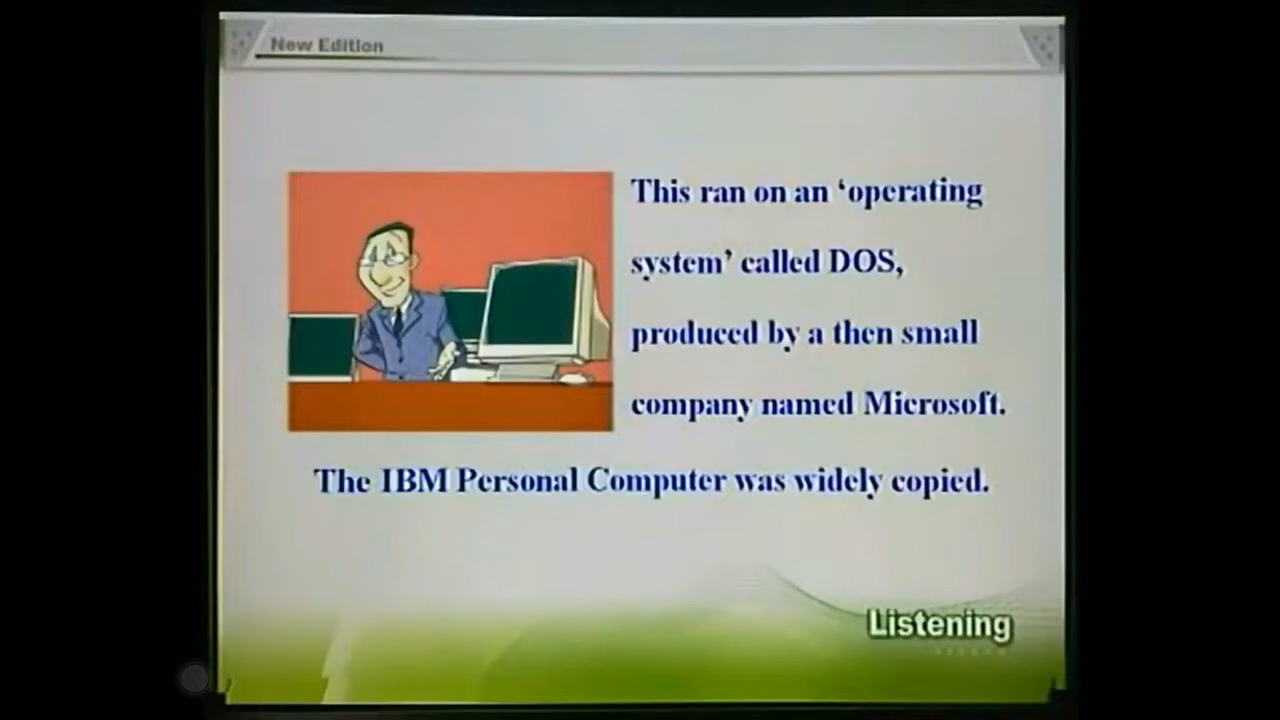 New Edition
This ran on an ‘operating
system’ called DOS,
produced by a then small
company named Microsoft.
The IBM Personal Computer was widely copied.
Listening